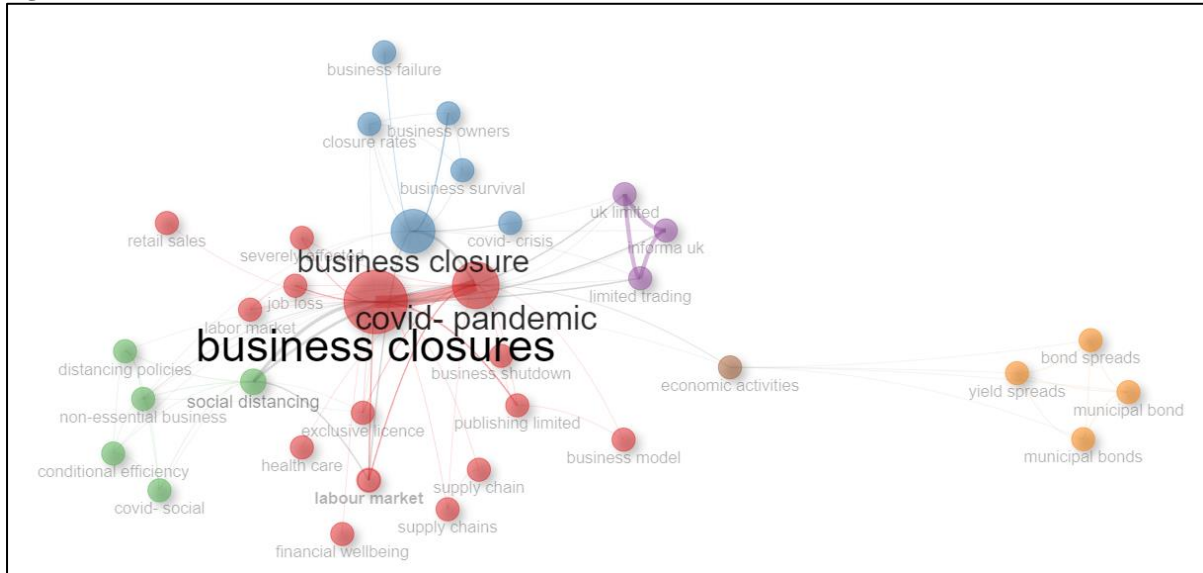 business failure
business owners
closure rates
business survival
uk limited
retail sales
covid- crisis
informa uk
severely affected
business closure
job loss
limited trading
labor market
covid- pandemic
business closures
distancing policies
business shutdown
bond spreads
economic activities
yield spreads
social distancing
non-essential business
municipal bond
publishing limited
exclusive licence
business model
health care
municipal bonds
conditional efficiency
supply chain
labour market
covid- social
supply chains
financial wellbeing